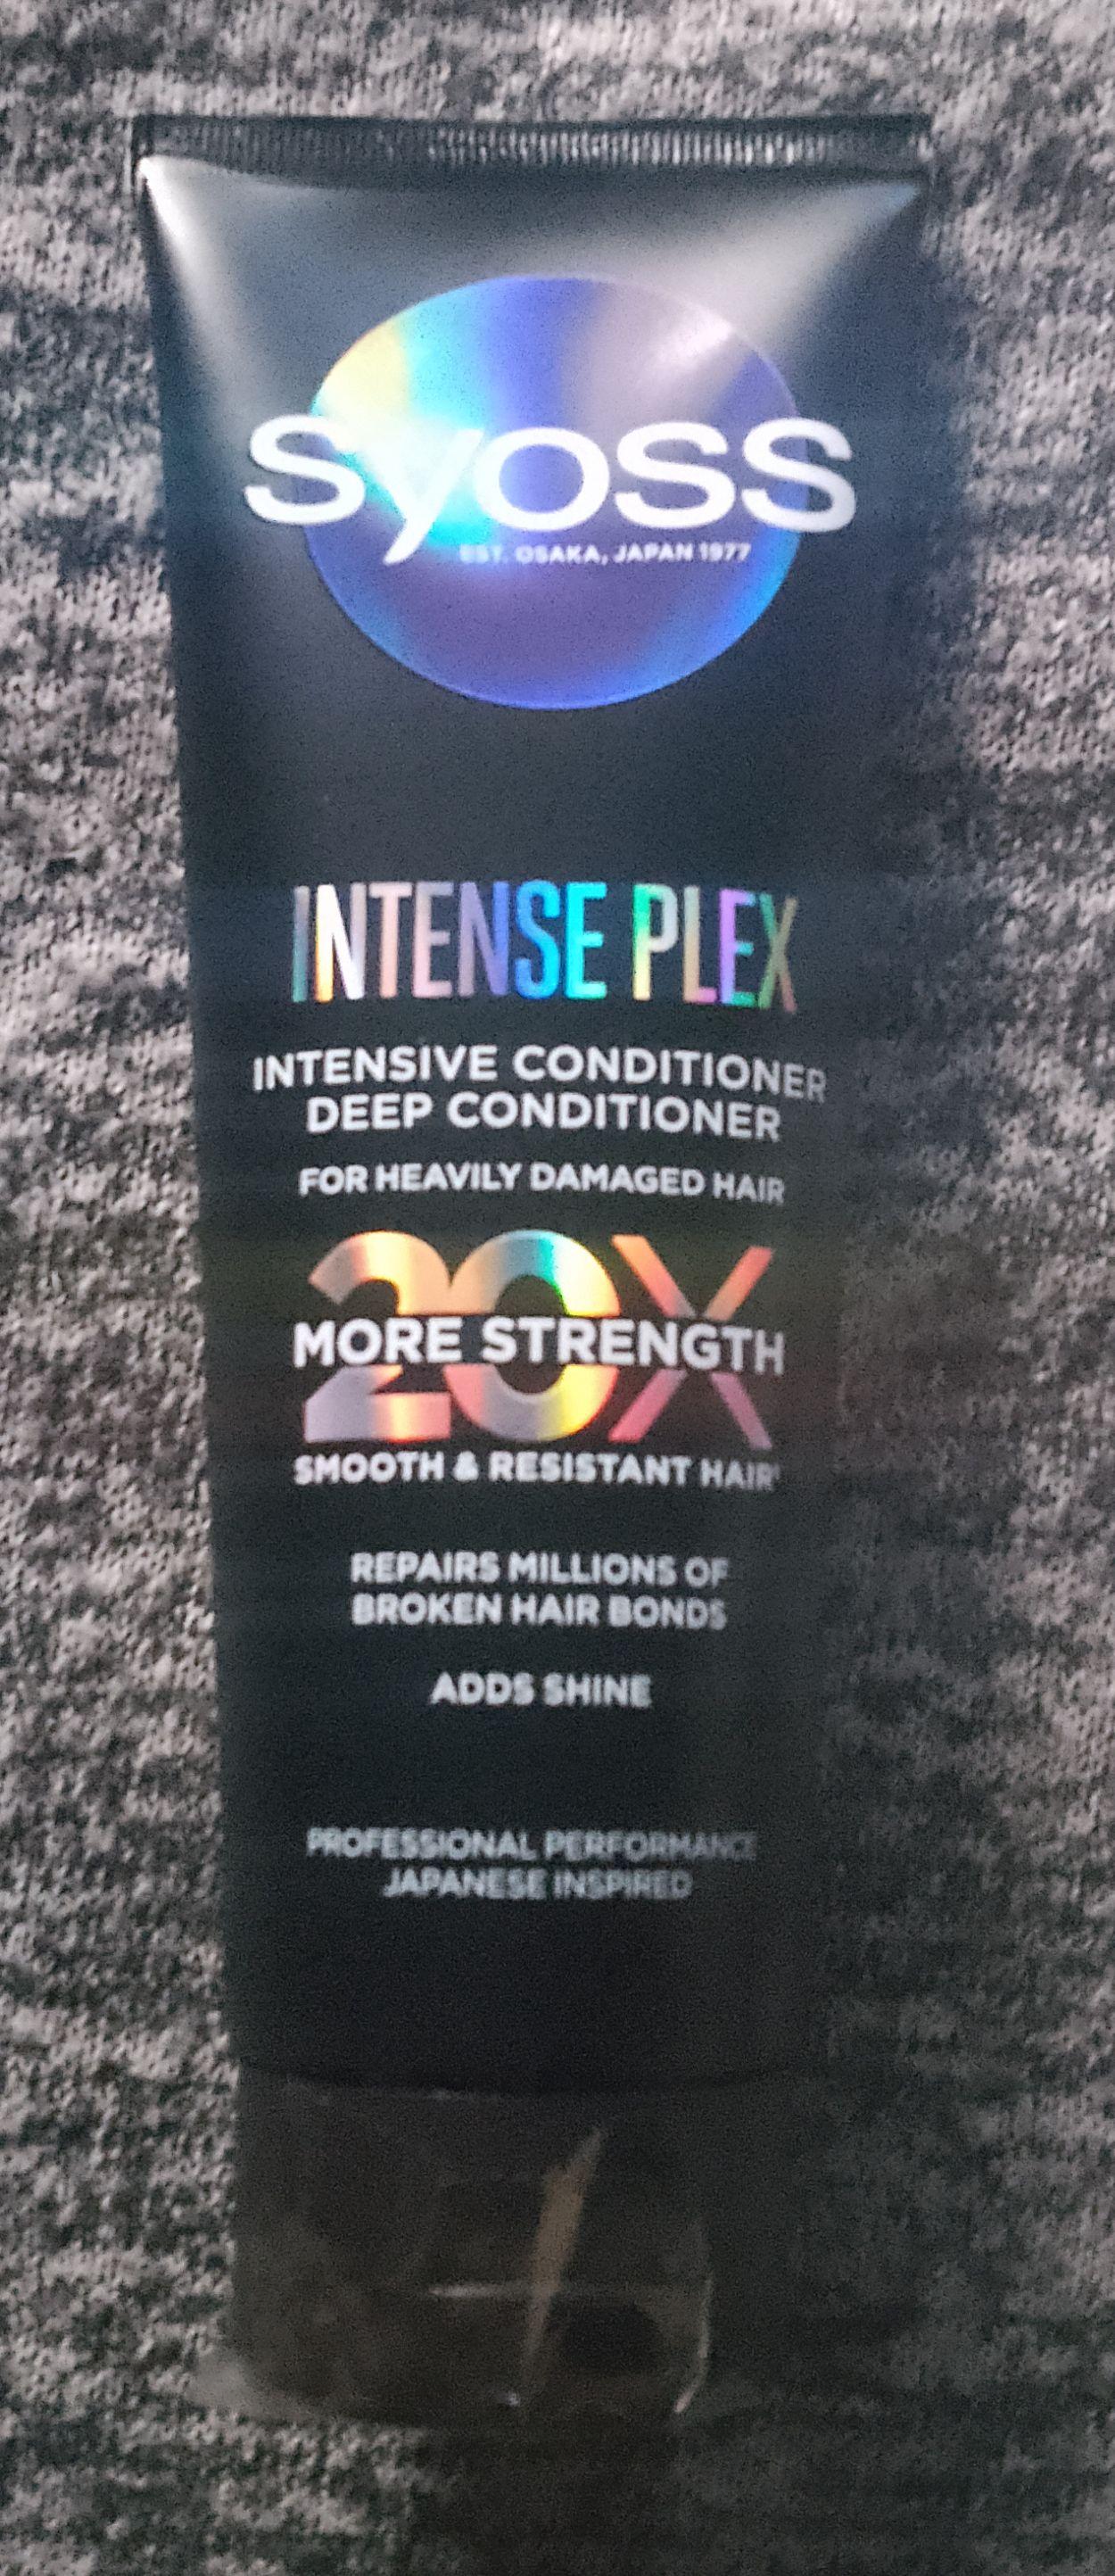 syoss
EST. OSAKA, JAPAN 1977
INTENSE PLEX
INTENSIVE CONDITIONER
DEEP CONDITIONER
FOR HEAVILY DAMAGED HAIR
20X
MORE STRENGTH
SMOOTH & RESISTANT HAIR¹
REPAIRS MILLIONS OF
BROKEN HAIR BONDS
ADDS SHINE
PROFESSIONAL PERFORMANCE
JAPANESE INSPIRED